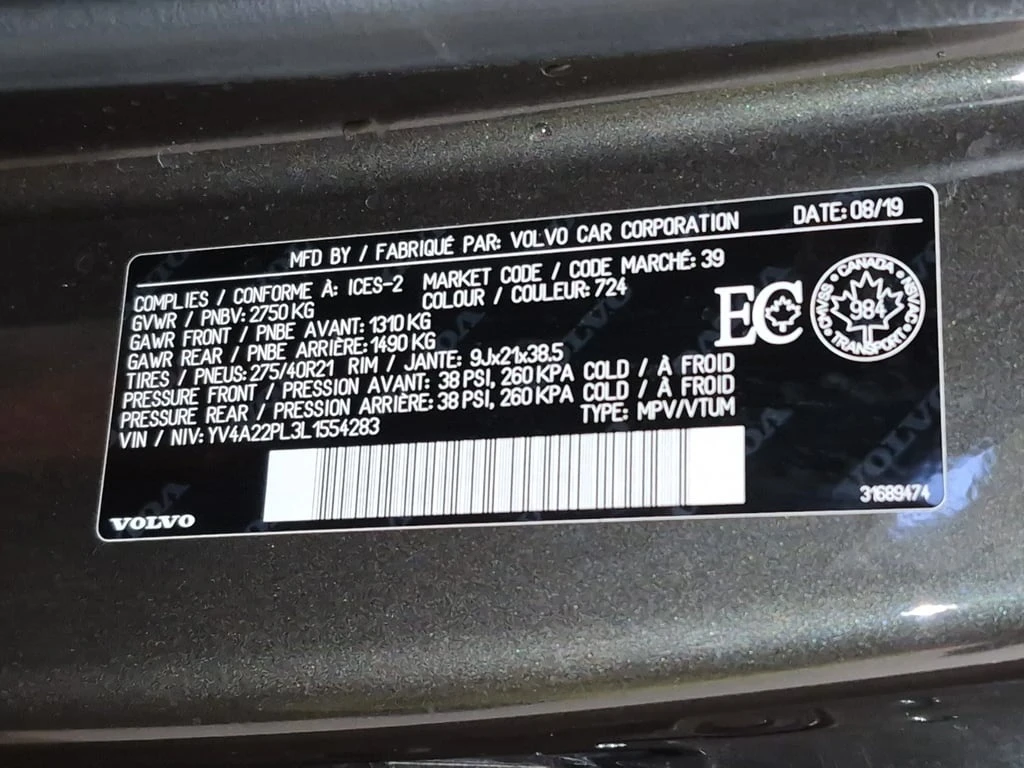 MFD BY / FABRIQUÉ PAR: VOLVO CAR CORPORATION DATE: 08/19
COMPLIES / CONFORME À: ICES-2 MARKET CODE / CODE MARCHÉ: 39
GVWR / PNBV: 2750 KG COLOUR / COULEUR: 724
GAWR FRONT / PNBE AVANT: 1310 KG
GAWR REAR / PNBE ARRIÈRE: 1490 KG
TIRES / PNEUS: 275/40R21 RIM / JANTE: 9Jx21x38.5
PRESSURE FRONT / PRESSION AVANT: 38 PSI, 260 KPA COLD / À FROID
PRESSURE REAR / PRESSION ARRIÈRE: 38 PSI, 260 KPA COLD / À FROID
VIN / NIV: YV4A22PL3L1554283 TYPE: MPV/VTUM
EC
CANADA
984
CMVSS NSVAC
TRANSPORT
VOLVO
31689474